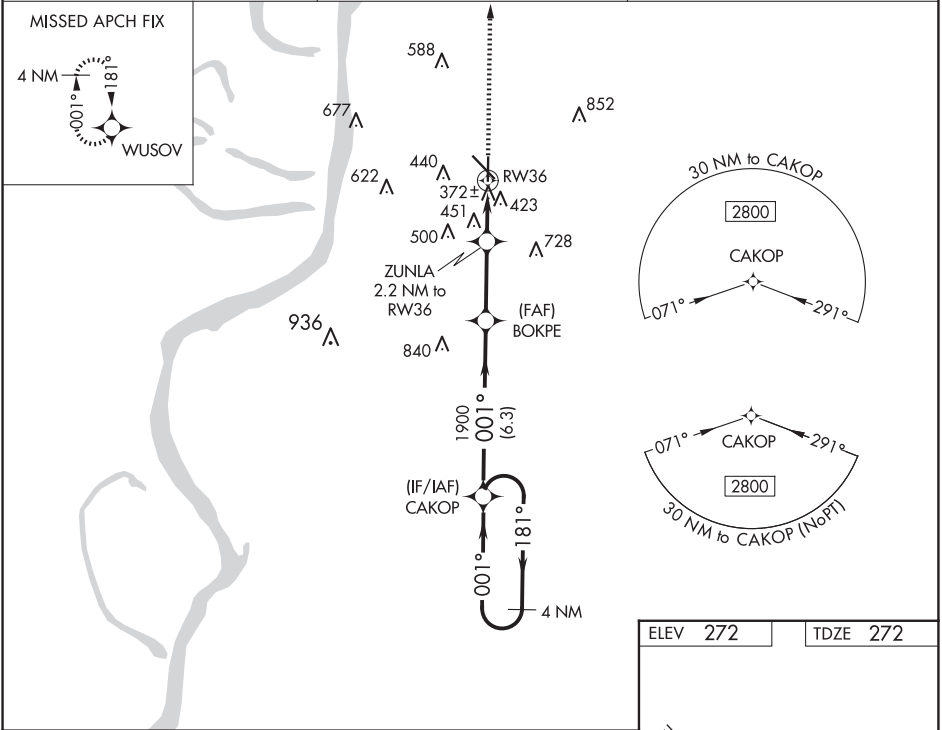 MISSED APCH FIX
4 NM
181°
001°
WUSOV
588
852
677
440
RW36
622
372±
423
451
500
728
ZUNLA
2.2 NM to
RW36
(FAF)
BOKPE
936
840
1900
001°
(6.3)
(IF/IAF)
CAKOP
181°
001°
4 NM
30 NM to CAKOP
2800
CAKOP
071°
291°
071°
CAKOP
291°
2800
30 NM to CAKOP (NoPT)
ELEV 272
TDZE 272